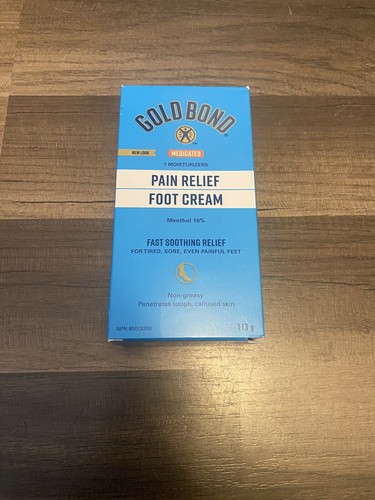 GOLD BOND
NEW LOOK
MEDICATED
7 MOISTURIZERS
PAIN RELIEF
FOOT CREAM
Menthol 16%
FAST SOOTHING RELIEF
FOR TIRED, SORE, EVEN PAINFUL FEET
Non-greasy
Penetrates tough, callused skin
113 g